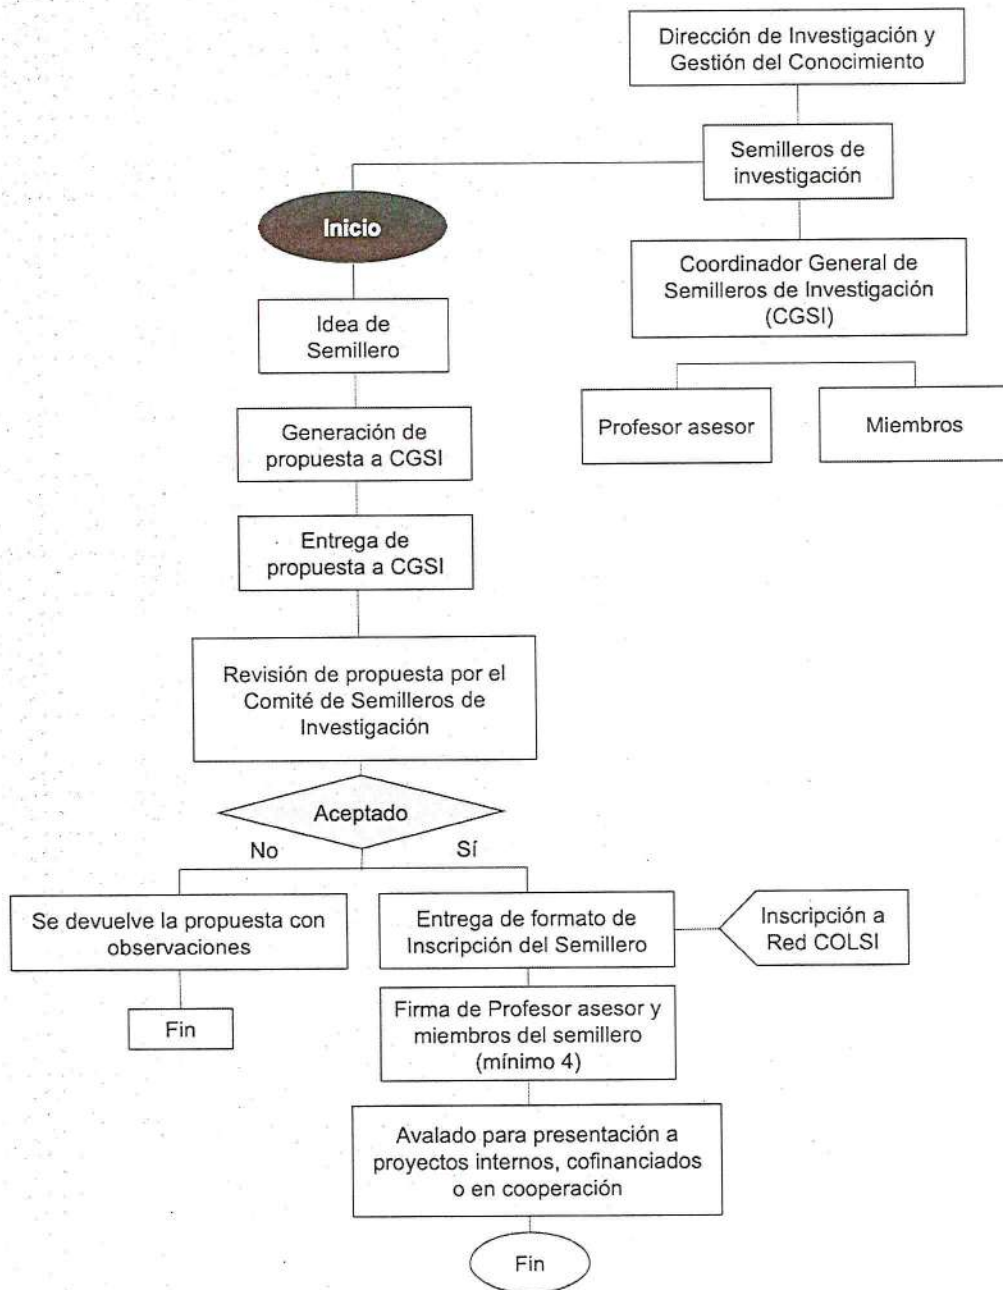 Dirección de Investigación y
Gestión del Conocimiento
Semilleros de
investigación
Inicio
Coordinador General de
Semilleros de Investigación
(CGSI)
Idea de
Semillero
Profesor asesor
Miembros
Generación de
propuesta a CGSI
Entrega de
propuesta a CGSI
Revisión de propuesta por el
Comité de Semilleros de
Investigación
Aceptado
No
Sí
Se devuelve la propuesta con
observaciones
Entrega de formato de
Inscripción del Semillero
Inscripción a
Red COLSI
Fin
Firma de Profesor asesor y
miembros del semillero
(mínimo 4)
Avalado para presentación a
proyectos internos, cofinanciados
o en cooperación
Fin